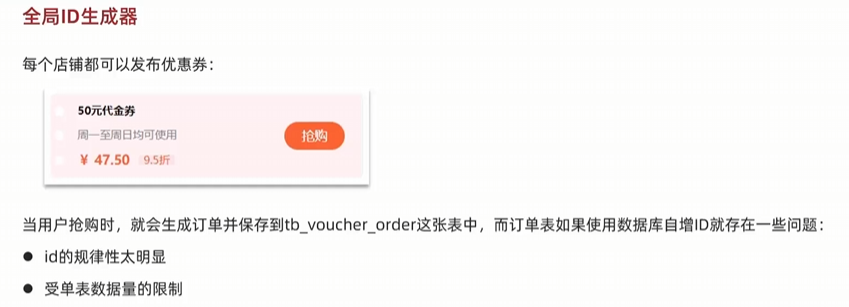 全局ID生成器
每个店铺都可以发布优惠券：
50元代金券
周一至周日均可使用
抢购
￥ 47.50 9.5折
当用户抢购时，就会生成订单并保存到tb_voucher_order这张表中，而订单表如果使用数据库自增ID就存在一些问题：
● id的规律性太明显
● 受单表数据量的限制